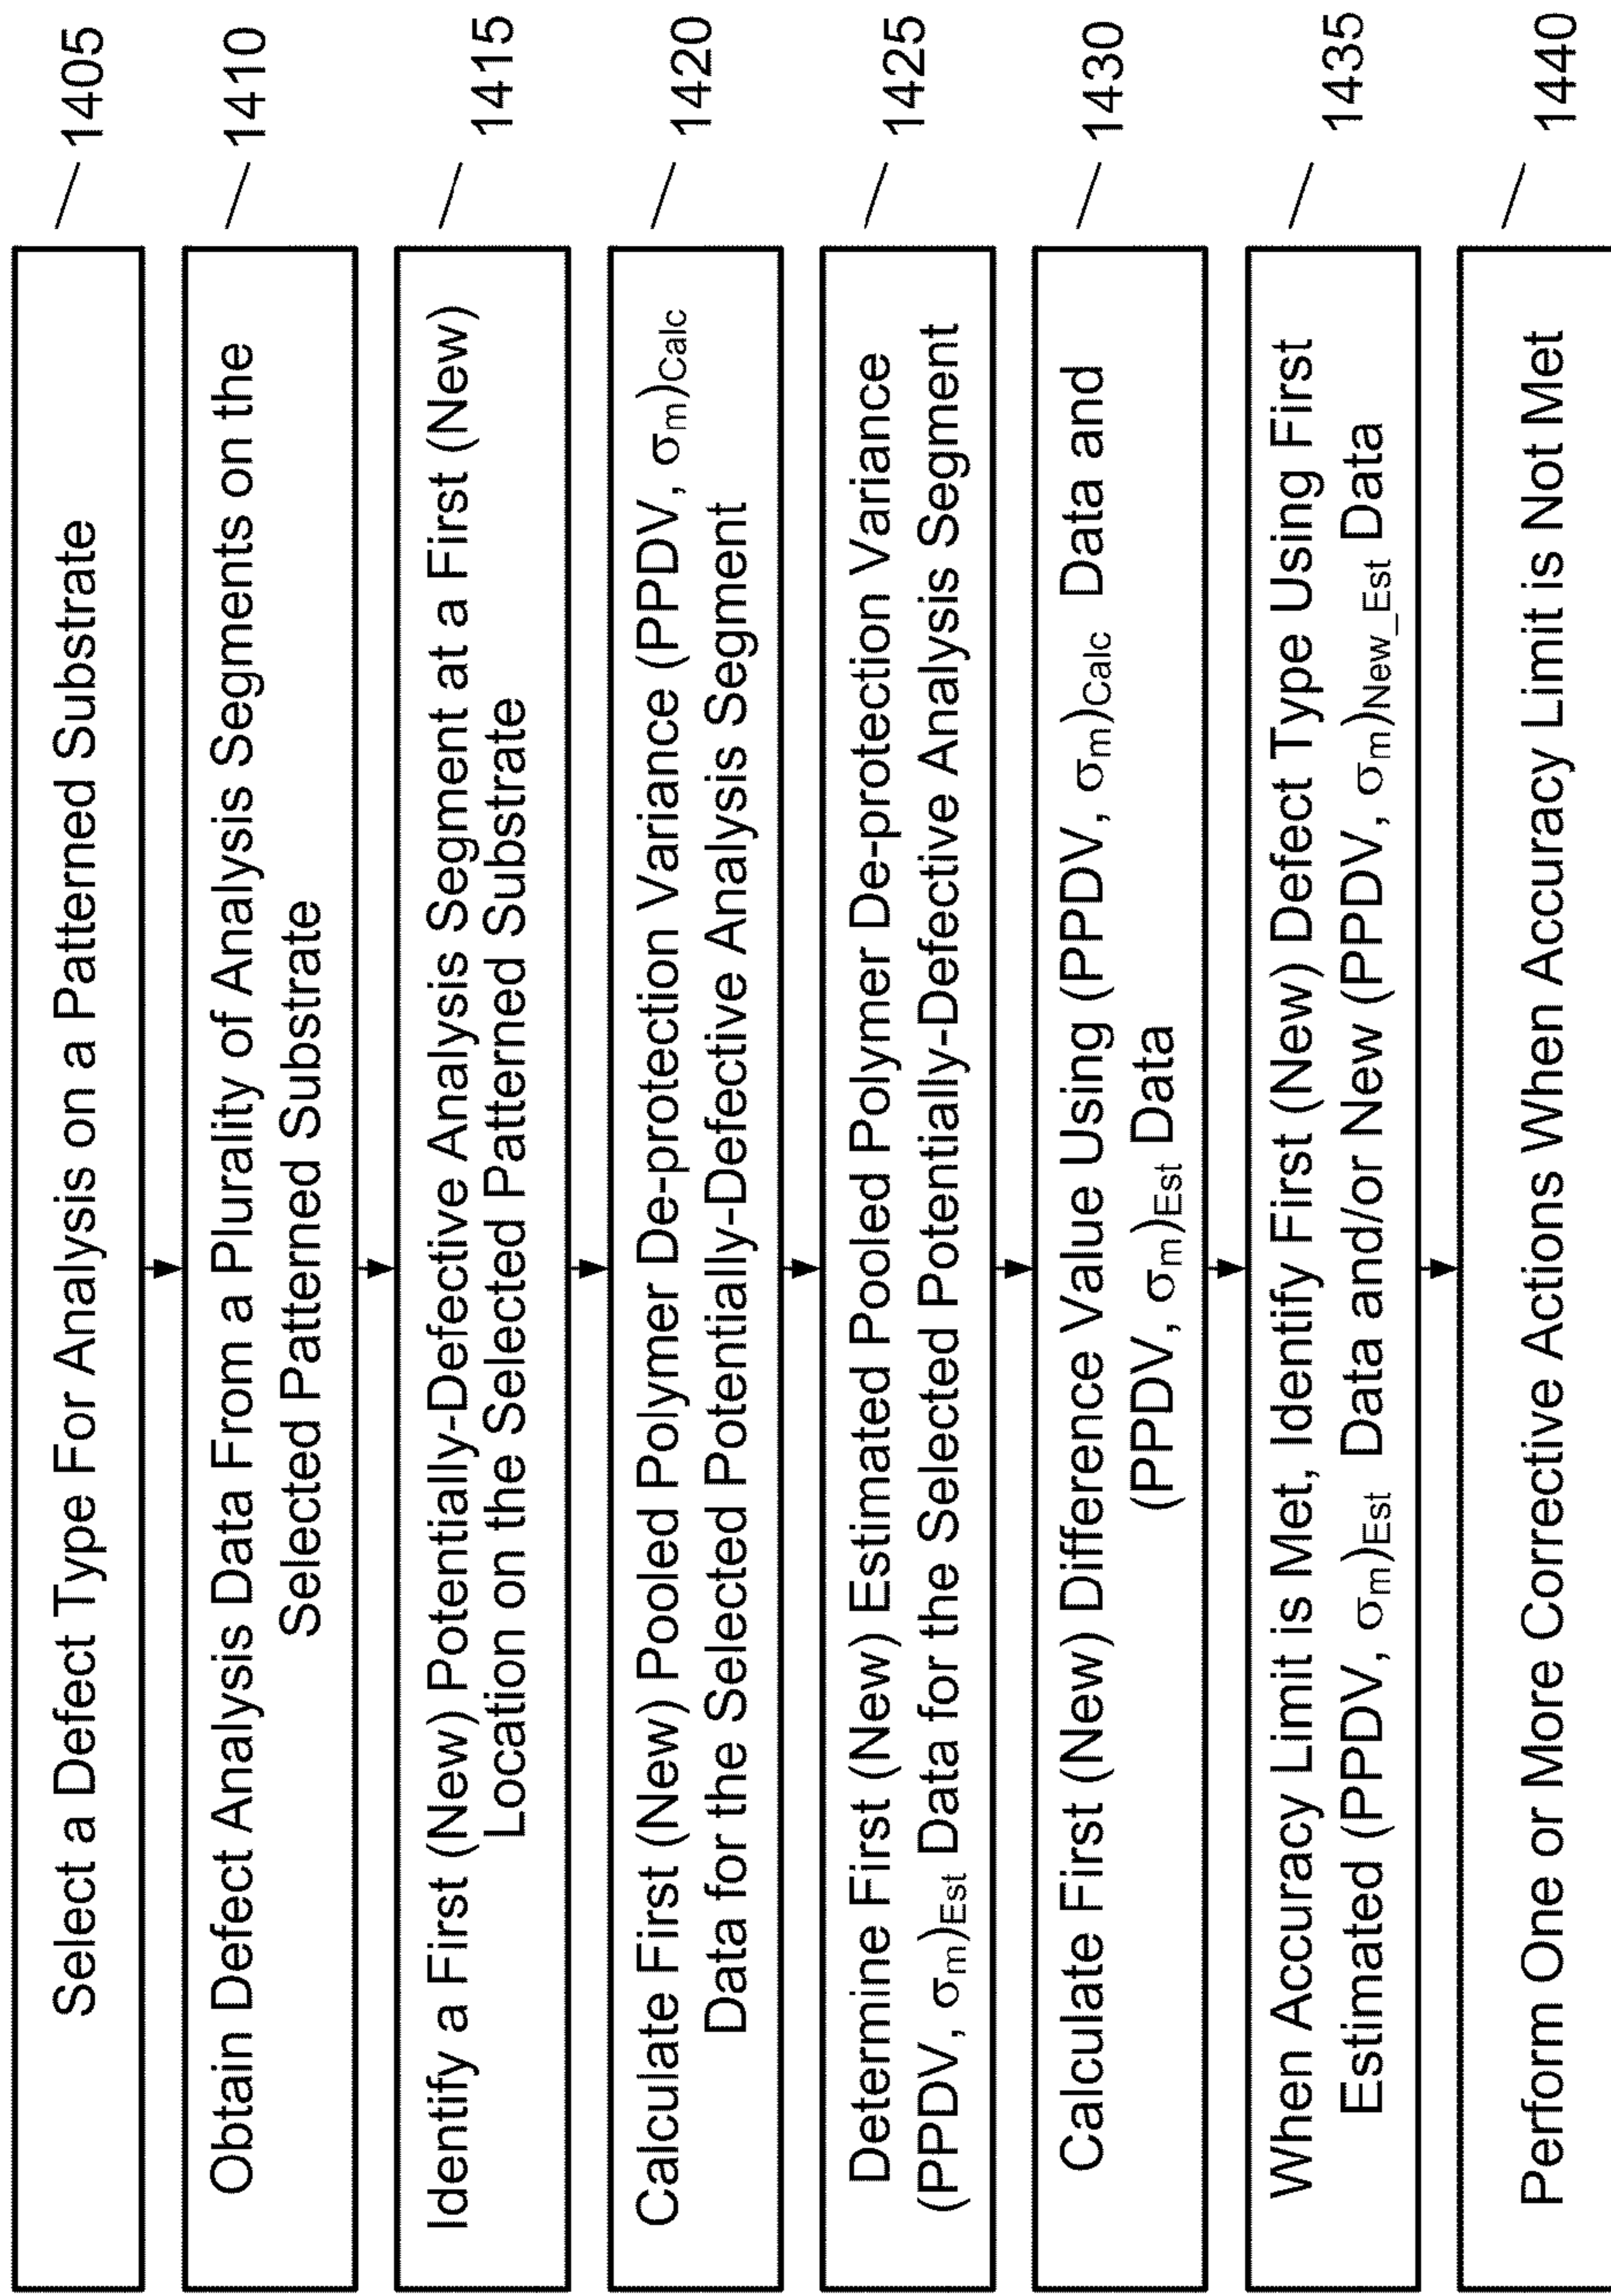 Select a Defect Type For Analysis on a Patterned Substrate
1405
Obtain Defect Analysis Data From a Plurality of Analysis Segments on the
Selected Patterned Substrate
1410
Identify a First (New) Potentially-Defective Analysis Segment at a First (New)
Location on the Selected Patterned Substrate
1415
Calculate First (New) Pooled Polymer De-protection Variance (PPDV, σm)Calc
Data for the Selected Potentially-Defective Analysis Segment
1420
Determine First (New) Estimated Pooled Polymer De-protection Variance
(PPDV, σm)Est Data for the Selected Potentially-Defective Analysis Segment
1425
Calculate First (New) Difference Value Using (PPDV, σm)Calc Data and
(PPDV, σm)Est Data
1430
When Accuracy Limit is Met, Identify First (New) Defect Type Using First
Estimated (PPDV, σm)Est Data and/or New (PPDV, σm)New_Est Data
1435
Perform One or More Corrective Actions When Accuracy Limit is Not Met
1440